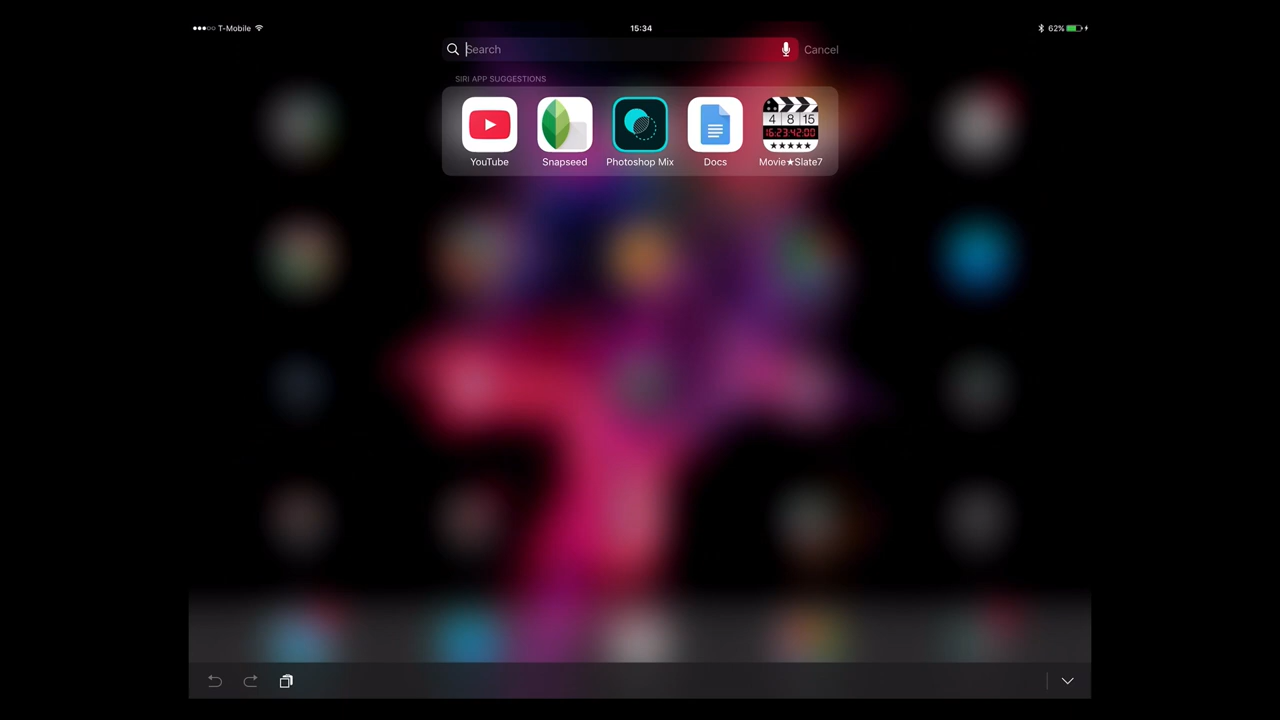 T-Mobile 15:34 62%
Search Cancel
SIRI APP SUGGESTIONS
4 8 15
16:23:42:00
YouTube Snapseed Photoshop Mix Docs Movie★Slate7